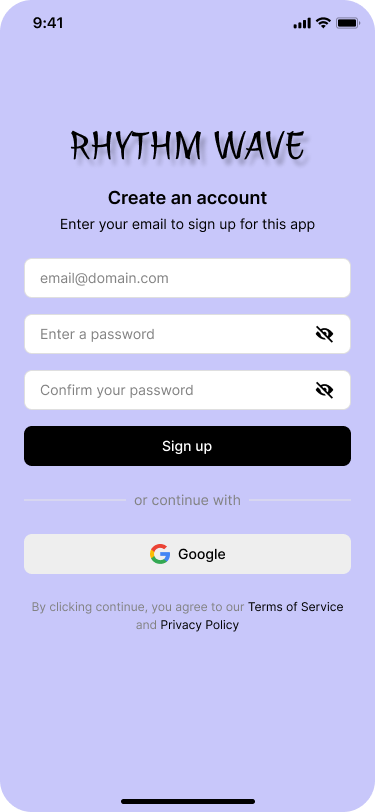 9:41
RHYTHM WAVE
Create an account
Enter your email to sign up for this app
email@domain.com
Enter a password
Confirm your password
Sign up
or continue with
Google
By clicking continue, you agree to our Terms of Service
and Privacy Policy